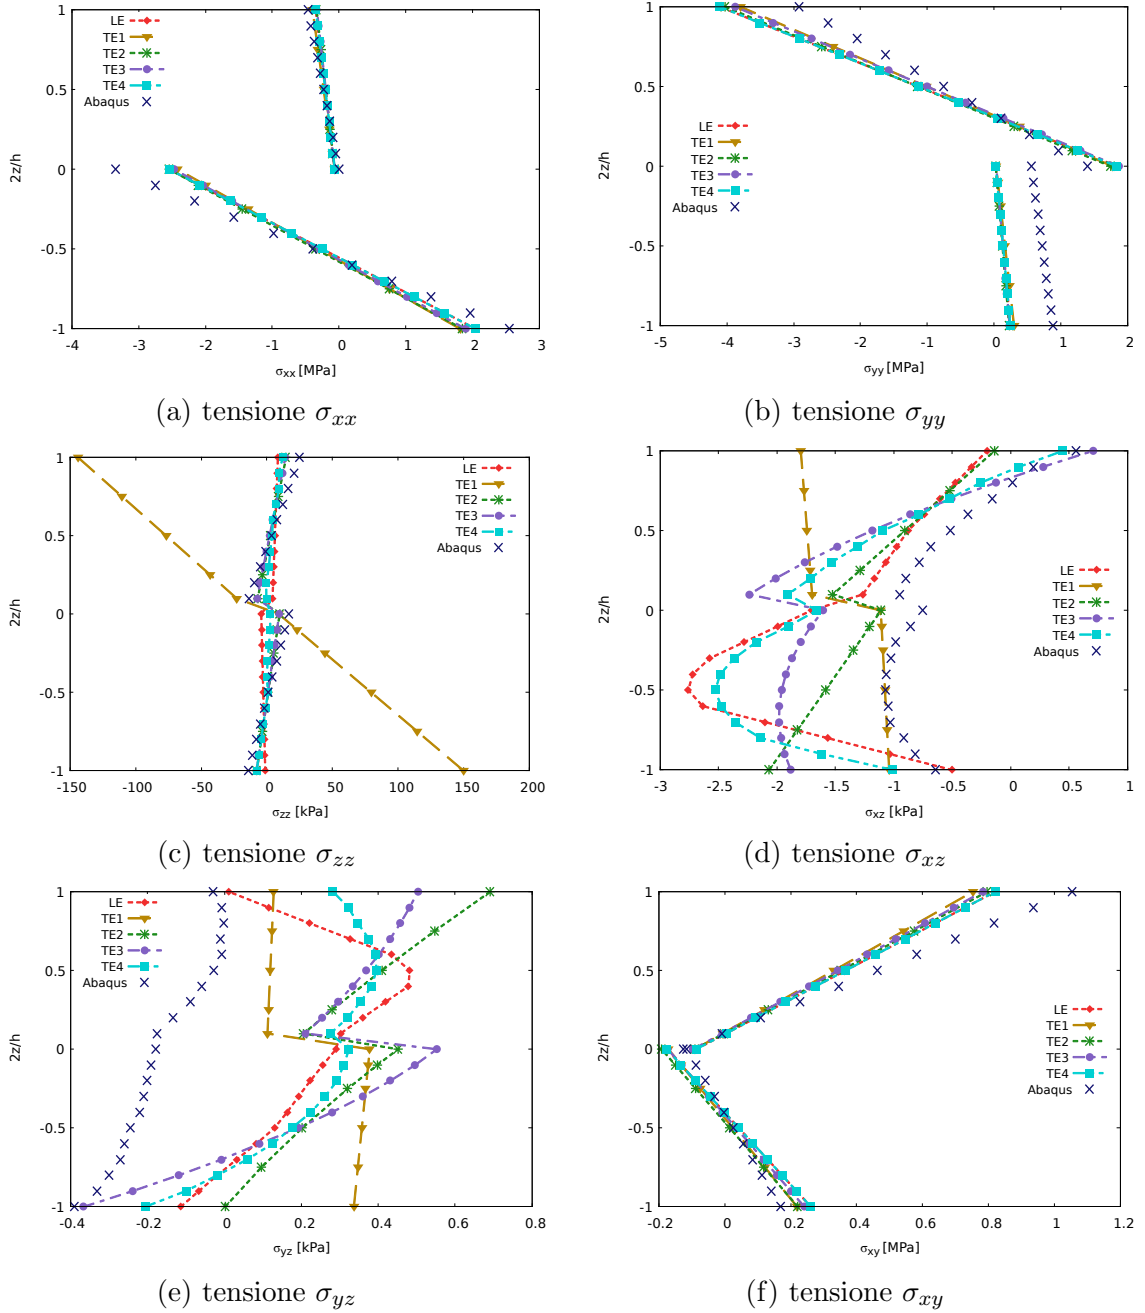 1
0.5
0
-0.5
-1
2z/h
LE
TE1
TE2
TE3
TE4
Abaqus
-4 -3 -2 -1 0 1 2 3
σxx [MPa]
(a) tensione σxx
1
0.5
0
-0.5
-1
2z/h
LE
TE1
TE2
TE3
TE4
Abaqus
-5 -4 -3 -2 -1 0 1 2
σyy [MPa]
(b) tensione σyy
1
0.5
0
-0.5
-1
2z/h
LE
TE1
TE2
TE3
TE4
Abaqus
-150 -100 -50 0 50 100 150 200
σzz [kPa]
(c) tensione σzz
1
0.5
0
-0.5
-1
2z/h
LE
TE1
TE2
TE3
TE4
Abaqus
-3 -2.5 -2 -1.5 -1 -0.5 0 0.5 1
σxz [kPa]
(d) tensione σxz
1
0.5
0
-0.5
-1
2z/h
LE
TE1
TE2
TE3
TE4
Abaqus
-0.4 -0.2 0 0.2 0.4 0.6 0.8
σyz [kPa]
(e) tensione σyz
1
0.5
0
-0.5
-1
2z/h
LE
TE1
TE2
TE3
TE4
Abaqus
-0.2 0 0.2 0.4 0.6 0.8 1 1.2
σxy [MPa]
(f) tensione σxy